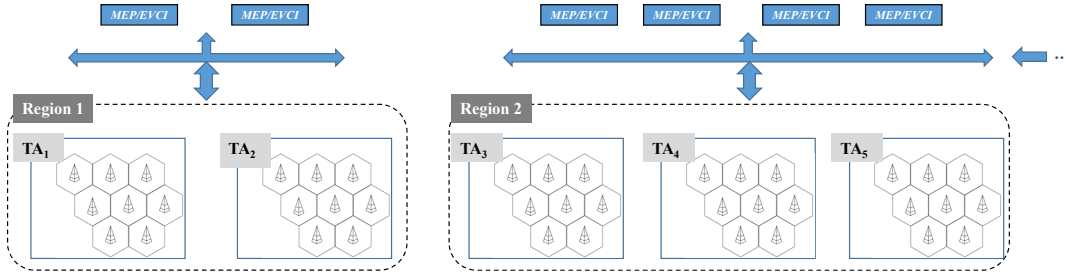 MEP/EVCI MEP/EVCI MEP/EVCI MEP/EVCI MEP/EVCI MEP/EVCI
..
Region 1 Region 2
TA1 TA2 TA3 TA4 TA5